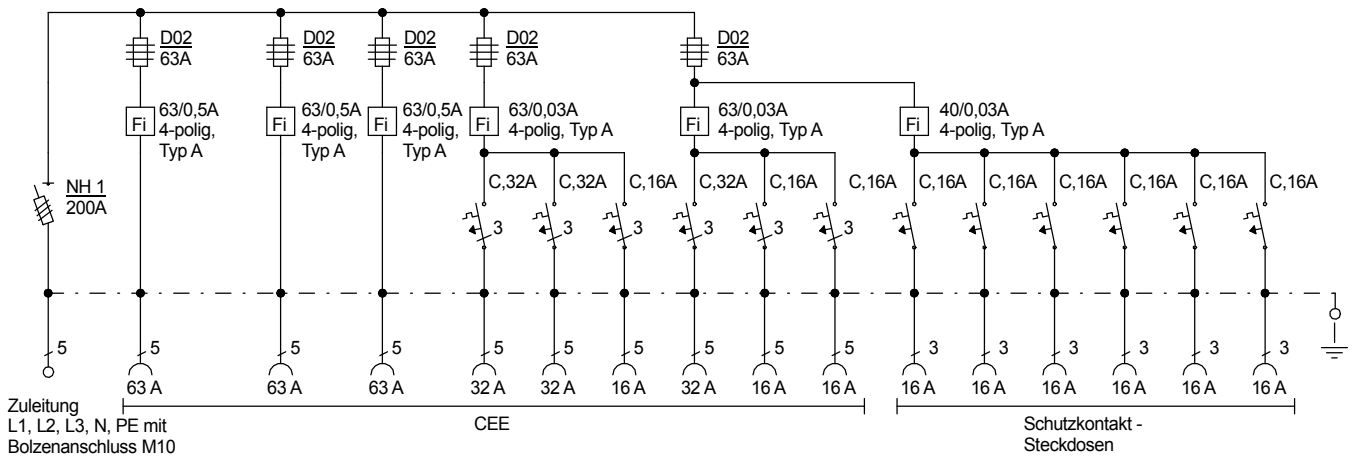 D02
63A
D02
63A
D02
63A
D02
63A
D02
63A
Fi
63/0,5A
4-polig,
Typ A
Fi
63/0,5A
4-polig,
Typ A
Fi
63/0,5A
4-polig,
Typ A
Fi
63/0,03A
4-polig, Typ A
Fi
63/0,03A
4-polig, Typ A
Fi
40/0,03A
4-polig, Typ A
NH 1
200A
C,32A
C,32A
C,16A
C,32A
C,16A
C,16A
C,16A
C,16A
C,16A
C,16A
C,16A
C,16A
3
3
3
3
3
3
5
5
5
5
5
5
5
5
5
5
3
3
3
3
3
3
63 A
63 A
63 A
32 A
32 A
16 A
32 A
16 A
16 A
16 A
16 A
16 A
16 A
16 A
16 A
Zuleitung
L1, L2, L3, N, PE mit
Bolzenanschluss M10
CEE
Schutzkontakt -
Steckdosen